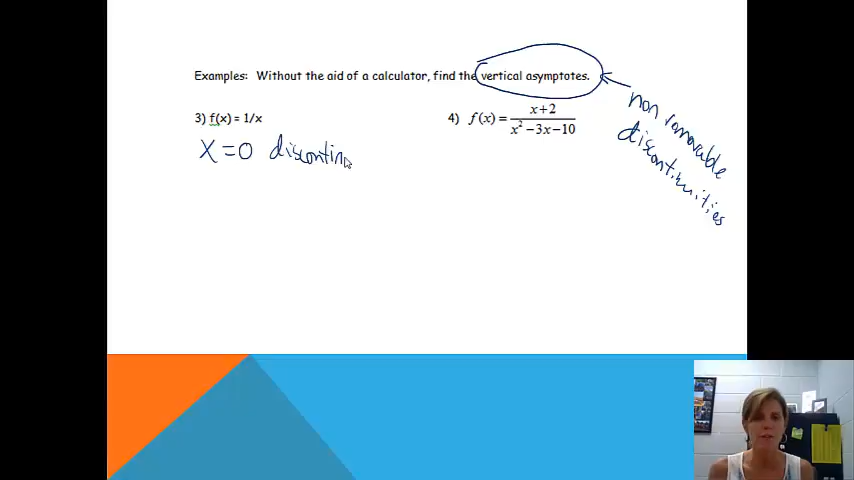 Examples: Without the aid of a calculator, find the vertical asymptotes.
3) f(x) = 1/x
4) f(x) = x+2 / x² −3x −10
X = 0 discontin
non removable
discontinuities